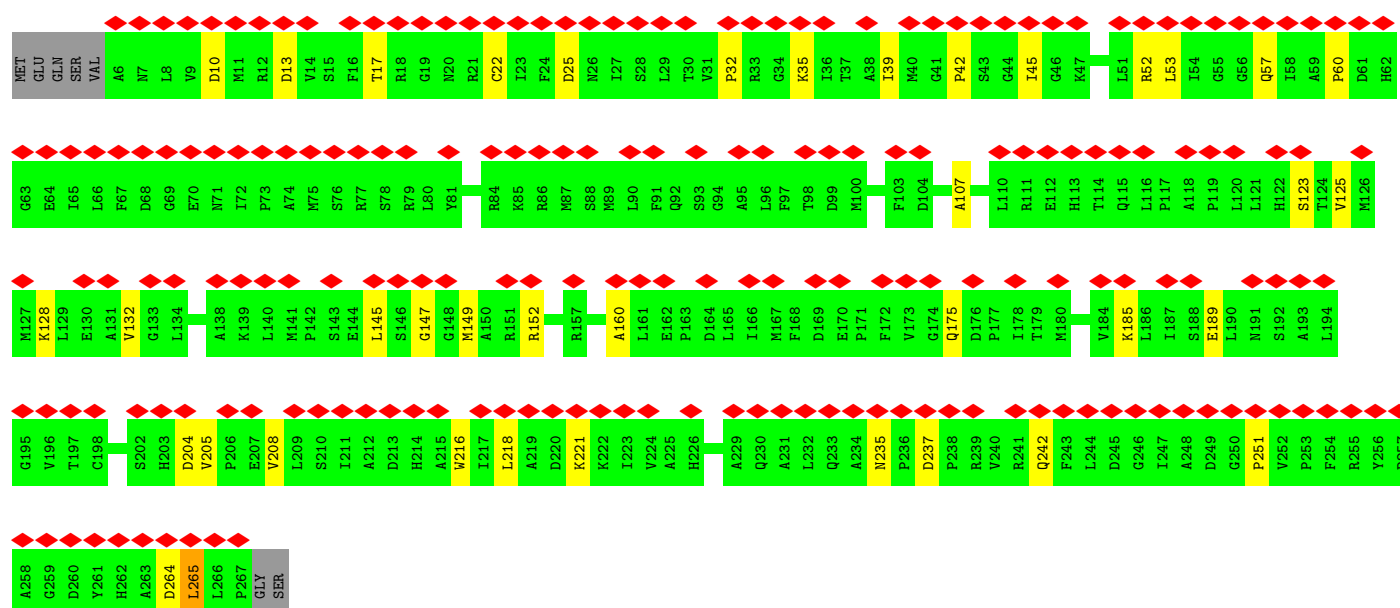 MET GLU GLN SER VAL A6 N7 L8 V9 D10 M11 R12 D13 V14 S15 F16 T17 R18 G19 N20 R21 C22 I23 F24 D25 N26 I27 S28 L29 T30 V31 P32 R33 G34 K35 I36 T37 A38 I39 M40 G41 P42 S43 G44 I45 G46 K47 L51 R52 L53 I54 G55 G56 Q57 I58 A59 P60 D61 H62
G63 E64 I65 L66 F67 D68 G69 E70 N71 I72 P73 A74 M75 S76 R77 S78 R79 L80 Y81 R84 K85 R86 M87 S88 M89 L90 F91 Q92 S93 G94 A95 L96 F97 T98 D99 M100 F103 D104 A107 L110 R111 E112 H113 T114 Q115 L116 P117 A118 P119 L120 L121 H122 S123 T124 V125 M126
M127 K128 L129 E130 A131 V132 G133 L134 A138 K139 L140 M141 P142 S143 E144 L145 S146 G147 G148 M149 A150 R151 R152 R157 A160 L161 E162 P163 D164 L165 I166 M167 F168 D169 E170 P171 F172 V173 G174 Q175 D176 P177 I178 T179 M180 V184 K185 L186 I187 S188 E189 L190 N191 S192 A193 L194
G195 V196 T197 C198 S202 H203 D204 V205 P206 E207 V208 L209 S210 I211 A212 D213 H214 A215 W216 I217 L218 A219 D220 K221 K222 I223 V224 A225 H226 A229 Q230 A231 L232 Q233 A234 N235 P236 D237 P238 R239 V240 R241 Q242 F243 L244 D245 G246 I247 A248 D249 G250 P251 V252 P253 F254 R255 Y256
A258 G259 D260 Y261 H262 A263 D264 L265 L266 P267 GLY SER